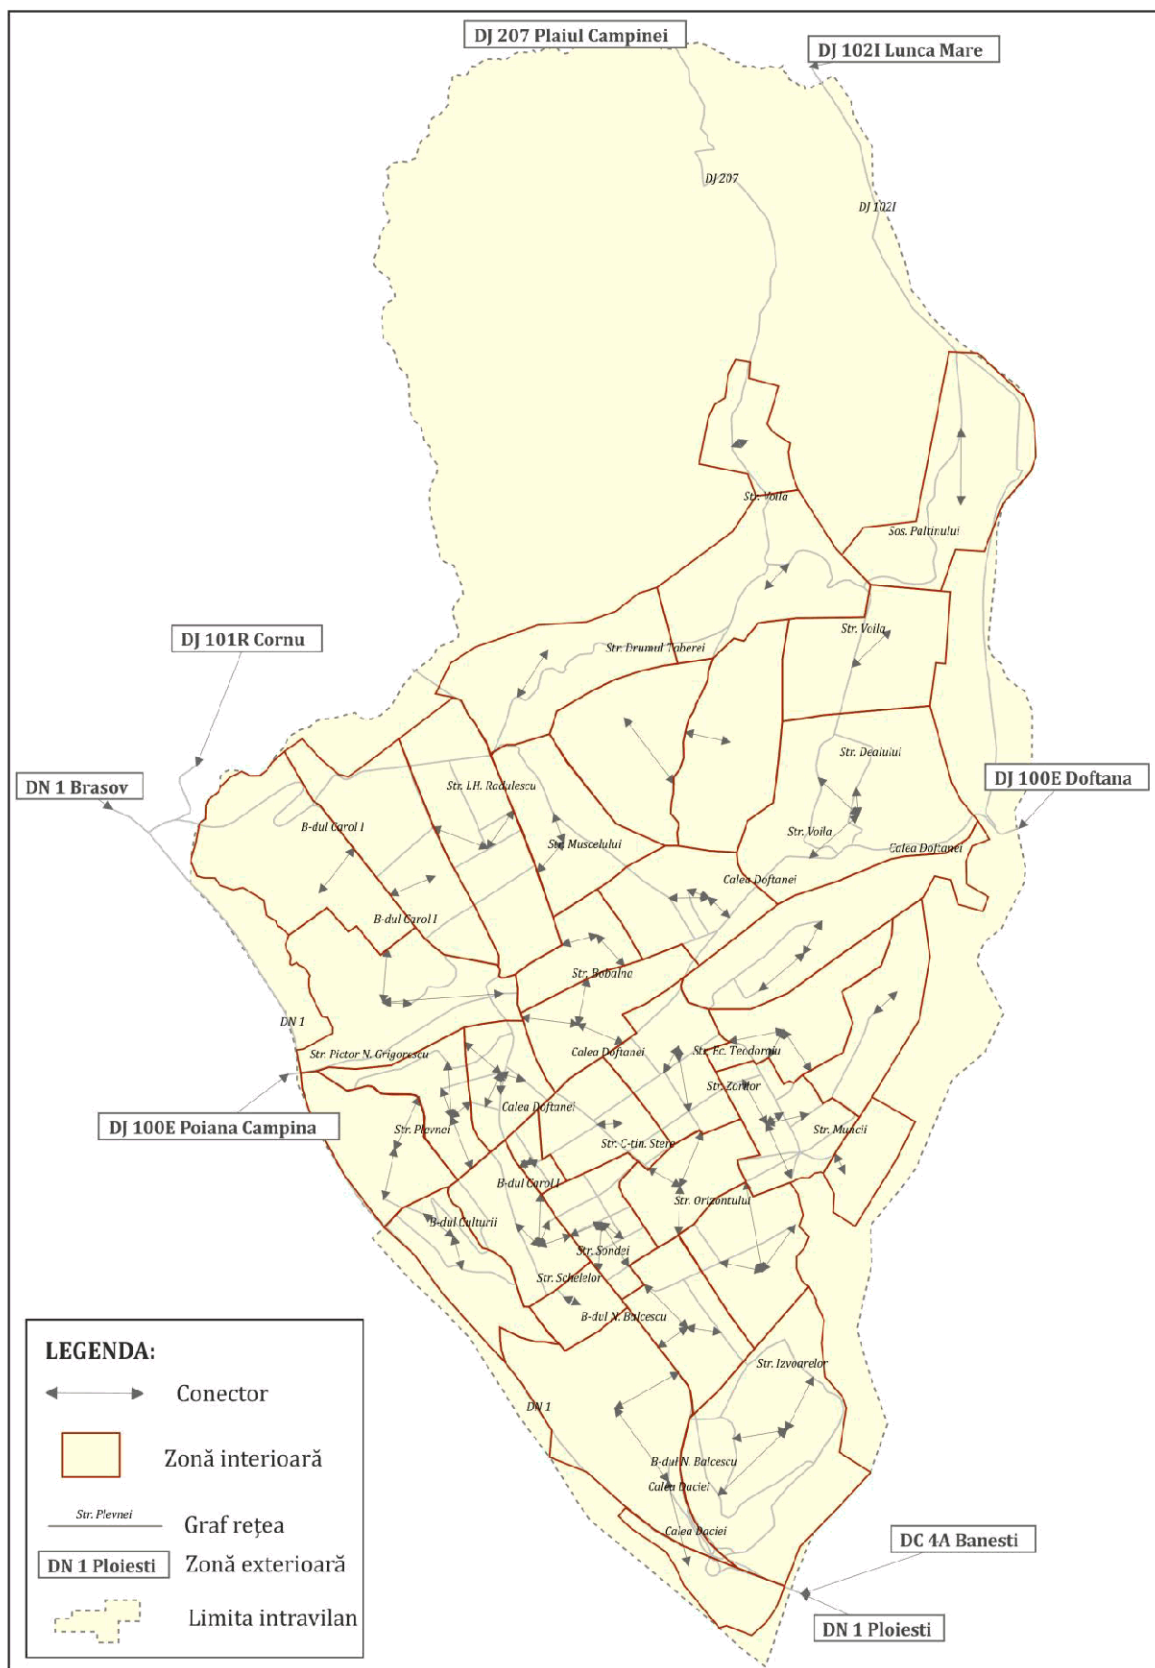 DJ 207 Plaiul Campinei
DJ 102I Lunca Mare
DJ 207
DJ 102I
Str. Voila
Sos. Paltinului
DJ 101R Cornu
Str. Voila
Str. Drumul Taberei
DN 1 Brasov
Str. Dealului
DJ 100E Doftana
Str. I.H. Radulescu
B-dul Carol I
Str. Voila
Str. Muscelului
Calea Doftanei
Calea Doftanei
B-dul Carol I
Str. Bobalna
DN 1
Str. Pictor N. Grigorescu
Calea Doftanei
Str. Ec. Teodoroiu
Str. Zorilor
Calea Doftanei
DJ 100E Poiana Campina
Str. Plevnei
Str. Muncii
Str. C-tin. Stere
B-dul Carol I
Str. Orizontului
B-dul Culturii
Str. Sondei
Str. Schelelor
B-dul N. Balcescu
LEGENDA:
Str. Izvoarelor
Conector
DN 1
Zonă interioară
B-dul N. Balcescu
Calea Daciei
Str. Plevnei
Graf rețea
Calea Daciei
DC 4A Banesti
DN 1 Ploiesti
Zonă exterioară
Limita intravilan
DN 1 Ploiesti